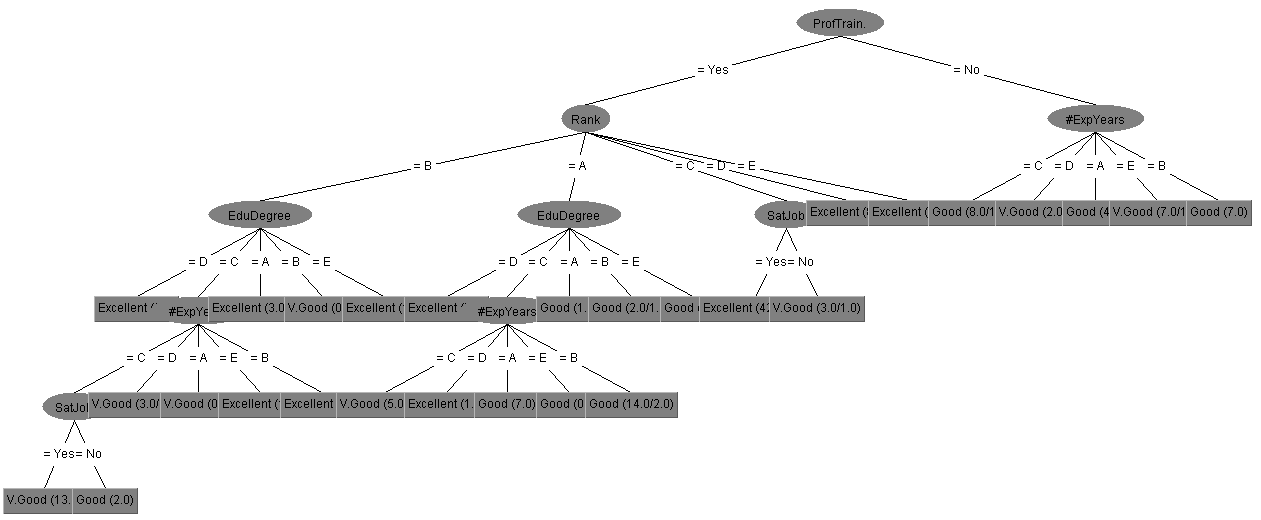 ProfTrain.
= Yes
= No
Rank
#ExpYears
= B
= A
= C
= D
= E
= C
= D
= A
= E
= B
EduDegree
EduDegree
SatJob
Excellent (
Excellent (
Good (8.0/1
V.Good (2.0
Good (4
V.Good (7.0/1
Good (7.0)
= D
= C
= A
= B
= E
= D
= C
= A
= B
= E
= Yes
= No
Excellent
#ExpYe
Excellent (3.0
V.Good (0
Excellent (
Excellent
#ExpYears
Good (1.
Good (2.0/1.
Good
Excellent (42
V.Good (3.0/1.0)
= C
= D
= A
= E
= B
= C
= D
= A
= E
= B
SatJo
V.Good (3.0/
V.Good (0
Excellent (
Excellent
V.Good (5.0
Excellent (1.
Good (7.0)
Good (0
Good (14.0/2.0)
= Yes
= No
V.Good (13.
Good (2.0)